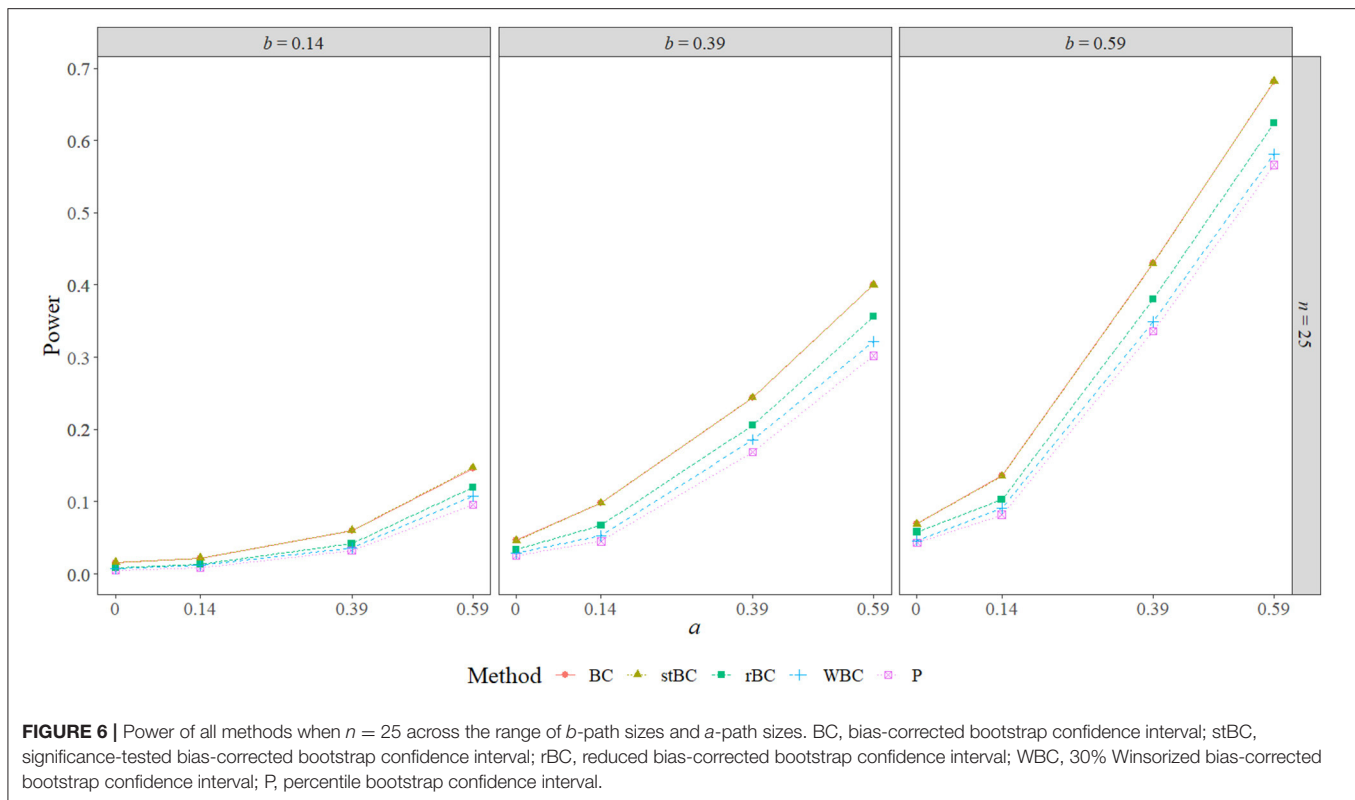 b = 0.14
b = 0.39
b = 0.59
0.7
0.6
0.5
0.4
0.3
0.2
0.1
0.0
Power
n = 25
0 0.14 0.39 0.59
0 0.14 0.39 0.59
0 0.14 0.39 0.59
a
Method BC stBC rBC WBC P
FIGURE 6 | Power of all methods when n = 25 across the range of b-path sizes and a-path sizes. BC, bias-corrected bootstrap confidence interval; stBC,
significance-tested bias-corrected bootstrap confidence interval; rBC, reduced bias-corrected bootstrap confidence interval; WBC, 30% Winsorized bias-corrected
bootstrap confidence interval; P, percentile bootstrap confidence interval.